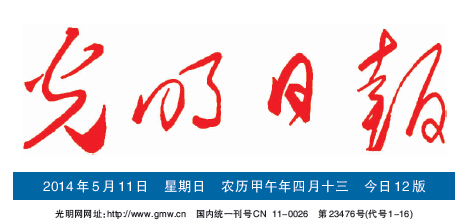 光明日报
2014年5月11日 星期日 农历甲午年四月十三 今日12版
光明网网址:http://www.gmw.cn 国内统一刊号CN 11-0026 第23476号(代号1-16)